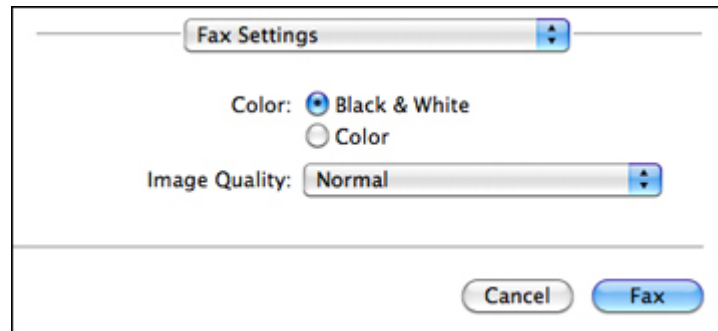 Fax Settings
Color: Black & White
Color
Image Quality: Normal
Cancel Fax